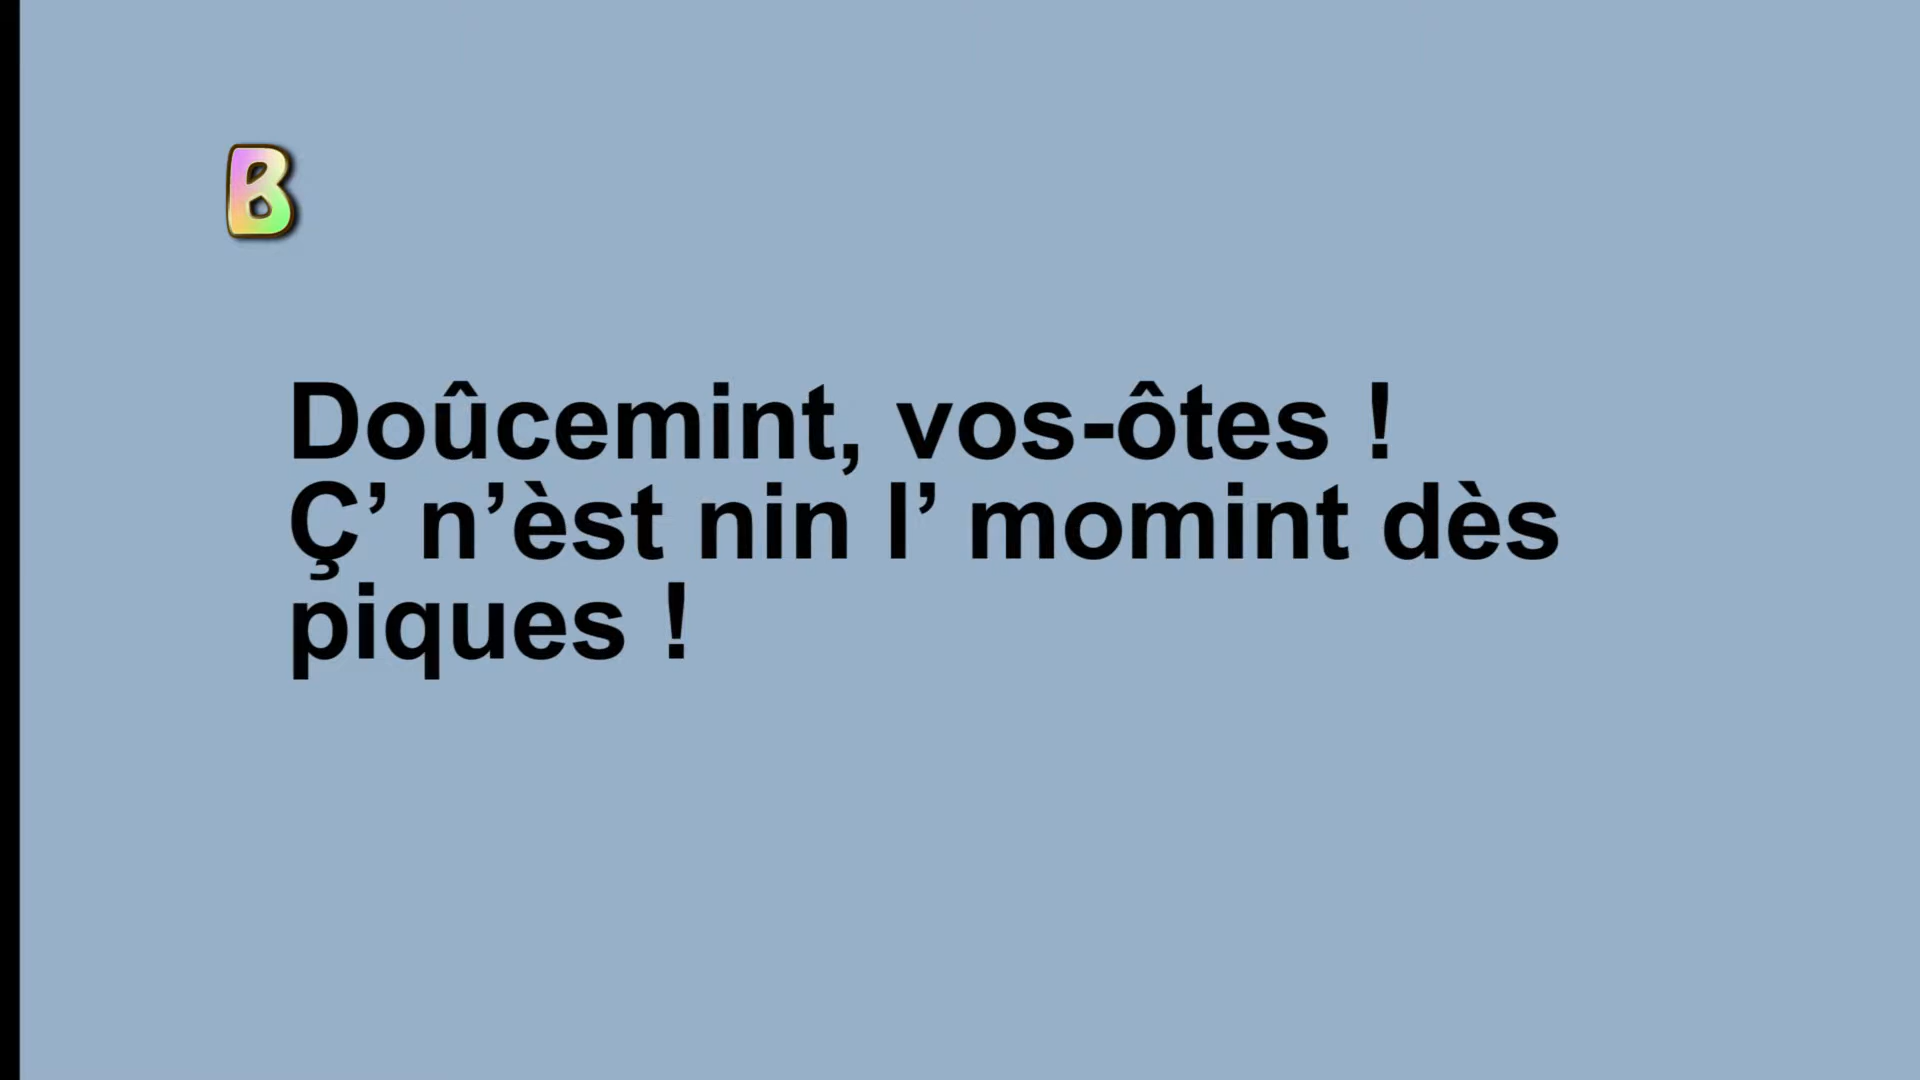 B
Doûcemint, vos-ôtes !
Ç’ n’èst nin l’ momint dès
piques !